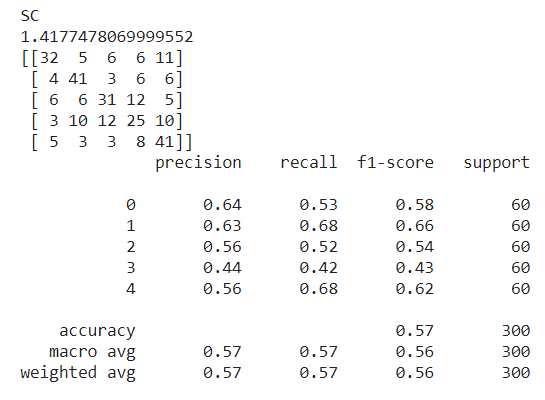 SC
1.4177478069999552
[[32  5  6  6 11]
 [ 4 41  3  6  6]
 [ 6  6 31 12  5]
 [ 3 10 12 25 10]
 [ 5  3  3  8 41]]
              precision    recall  f1-score   support

           0       0.64      0.53      0.58        60
           1       0.63      0.68      0.66        60
           2       0.56      0.52      0.54        60
           3       0.44      0.42      0.43        60
           4       0.56      0.68      0.62        60

    accuracy                           0.57       300
   macro avg       0.57      0.57      0.56       300
weighted avg       0.57      0.57      0.56       300